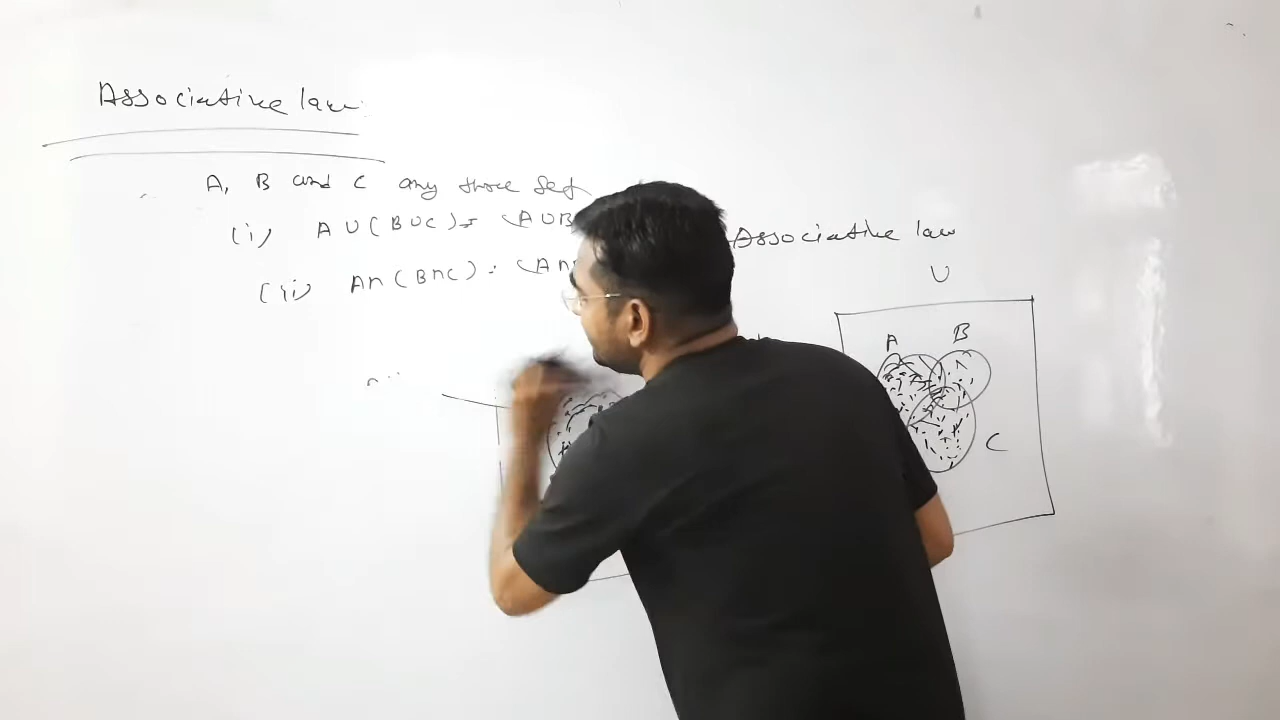 Associative law
A, B and C any three set
(i) A ∪ (B ∪ C) = (A ∪ B
Associative law
(ii) A ∩ (B ∩ C) = (A ∩
U
A B
C